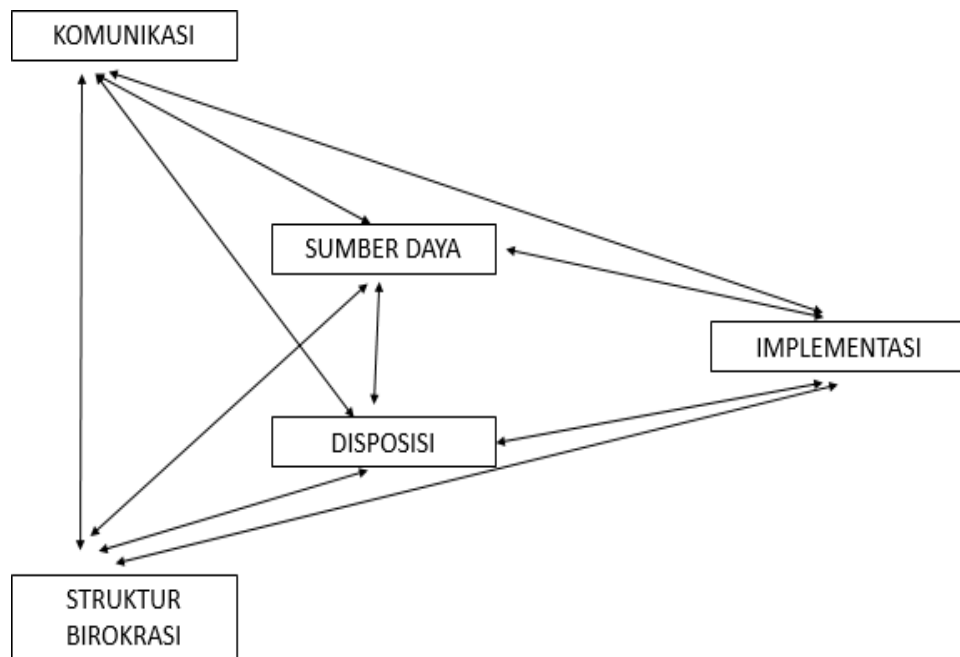 KOMUNIKASI
SUMBER DAYA
IMPLEMENTASI
DISPOSISI
STRUKTUR
BIROKRASI